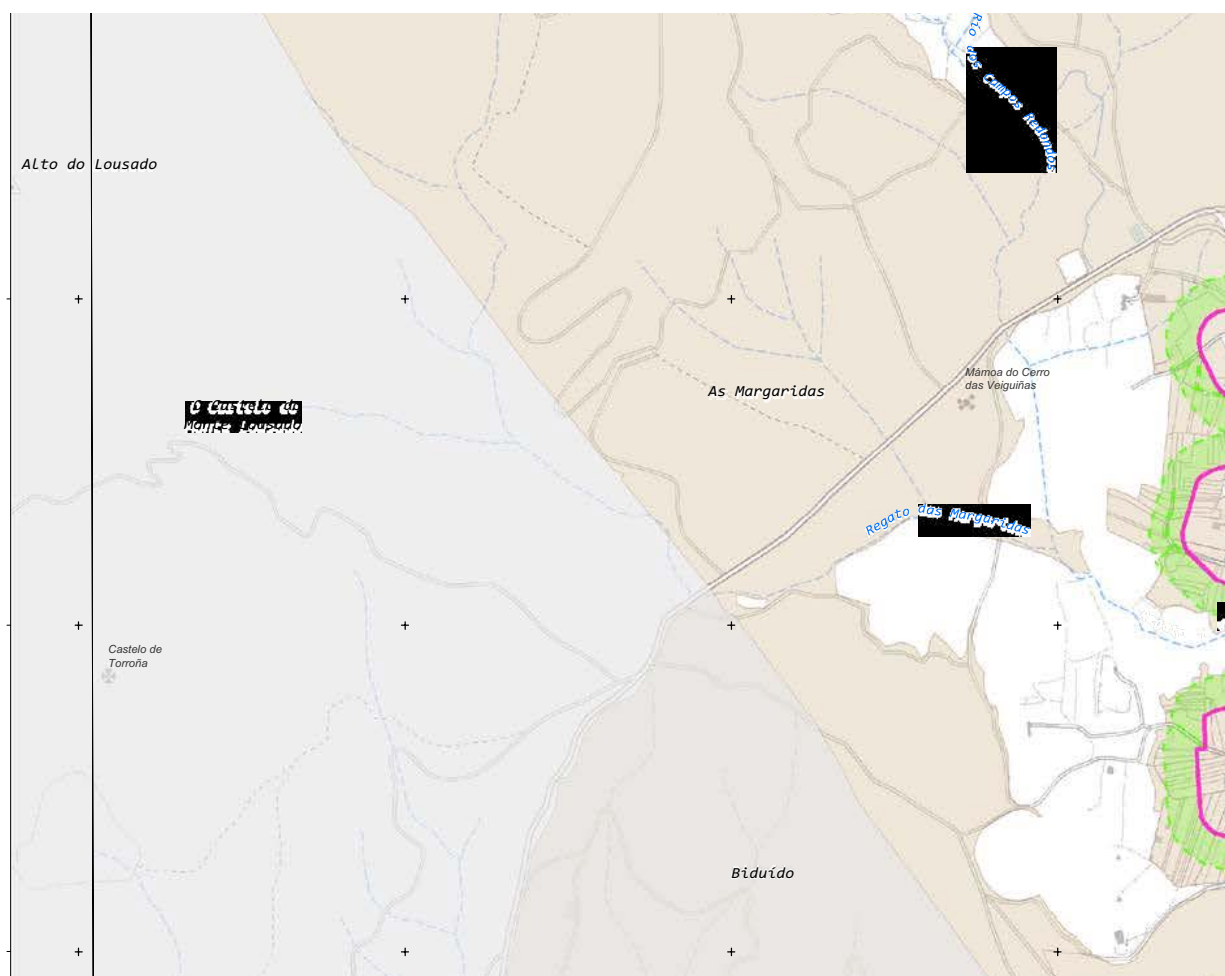 Río dos Campos Redondos
Alto do Lousado
Mámoa do Cerro
das Veiguiñas
As Margaridas
O Castelo do
Monte Lousado
Regato das Margaridas
Castelo de
Torroña
Biduído